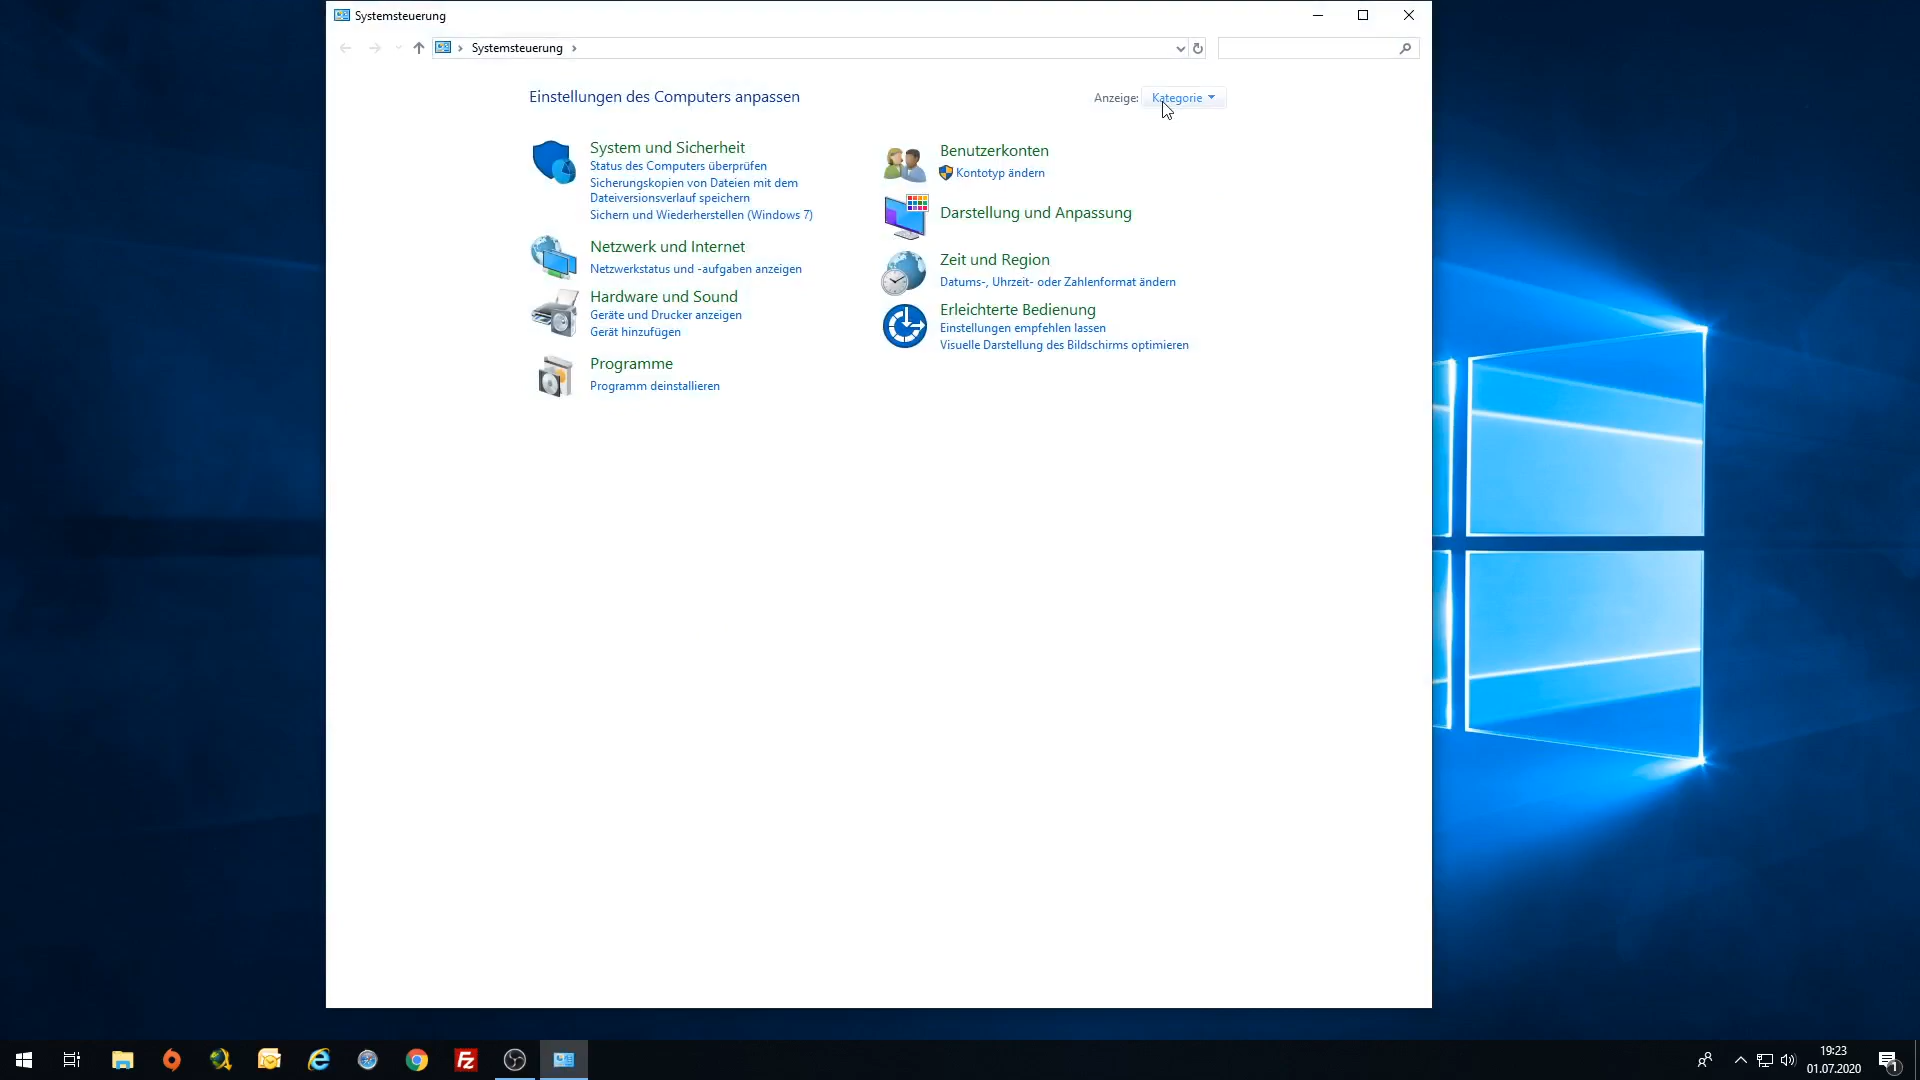 Systemsteuerung
Systemsteuerung
Einstellungen des Computers anpassen
Anzeige: Kategorie
System und Sicherheit
Status des Computers überprüfen
Sicherungskopien von Dateien mit dem
Dateiversionsverlauf speichern
Sichern und Wiederherstellen (Windows 7)
Netzwerk und Internet
Netzwerkstatus und -aufgaben anzeigen
Hardware und Sound
Geräte und Drucker anzeigen
Gerät hinzufügen
Programme
Programm deinstallieren
Benutzerkonten
Kontotyp ändern
Darstellung und Anpassung
Zeit und Region
Datums-, Uhrzeit- oder Zahlenformat ändern
Erleichterte Bedienung
Einstellungen empfehlen lassen
Visuelle Darstellung des Bildschirms optimieren
Fz
19:23
01.07.2020
1